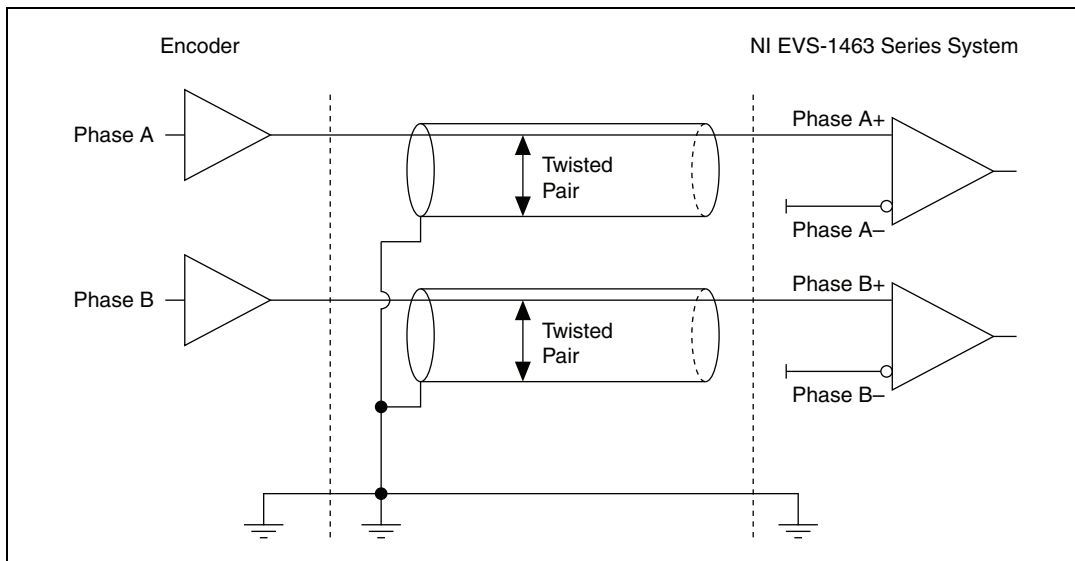 Encoder
NI EVS-1463 Series System
Phase A
Twisted
Pair
Phase A+
Phase A–
Phase B
Twisted
Pair
Phase B+
Phase B–